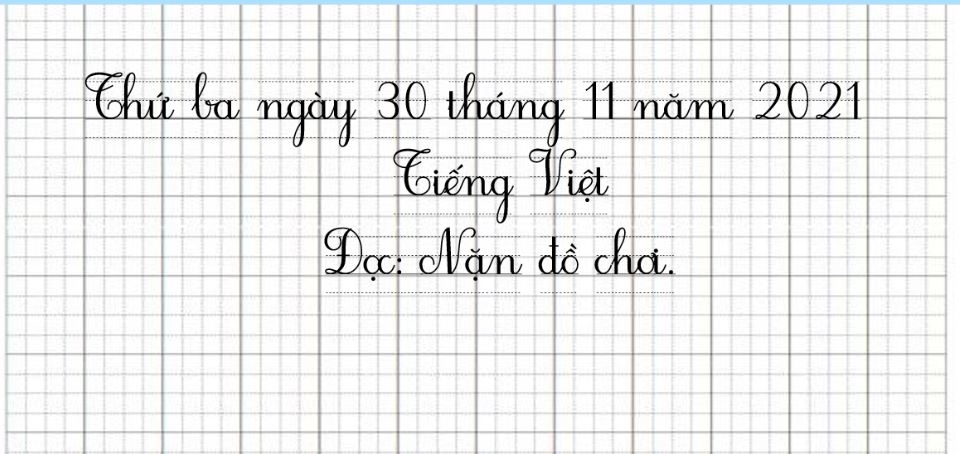 Thứ ba ngày 30 tháng 11 năm 2021
Tiếng Việt
Đọc: Nặn đồ chơi.